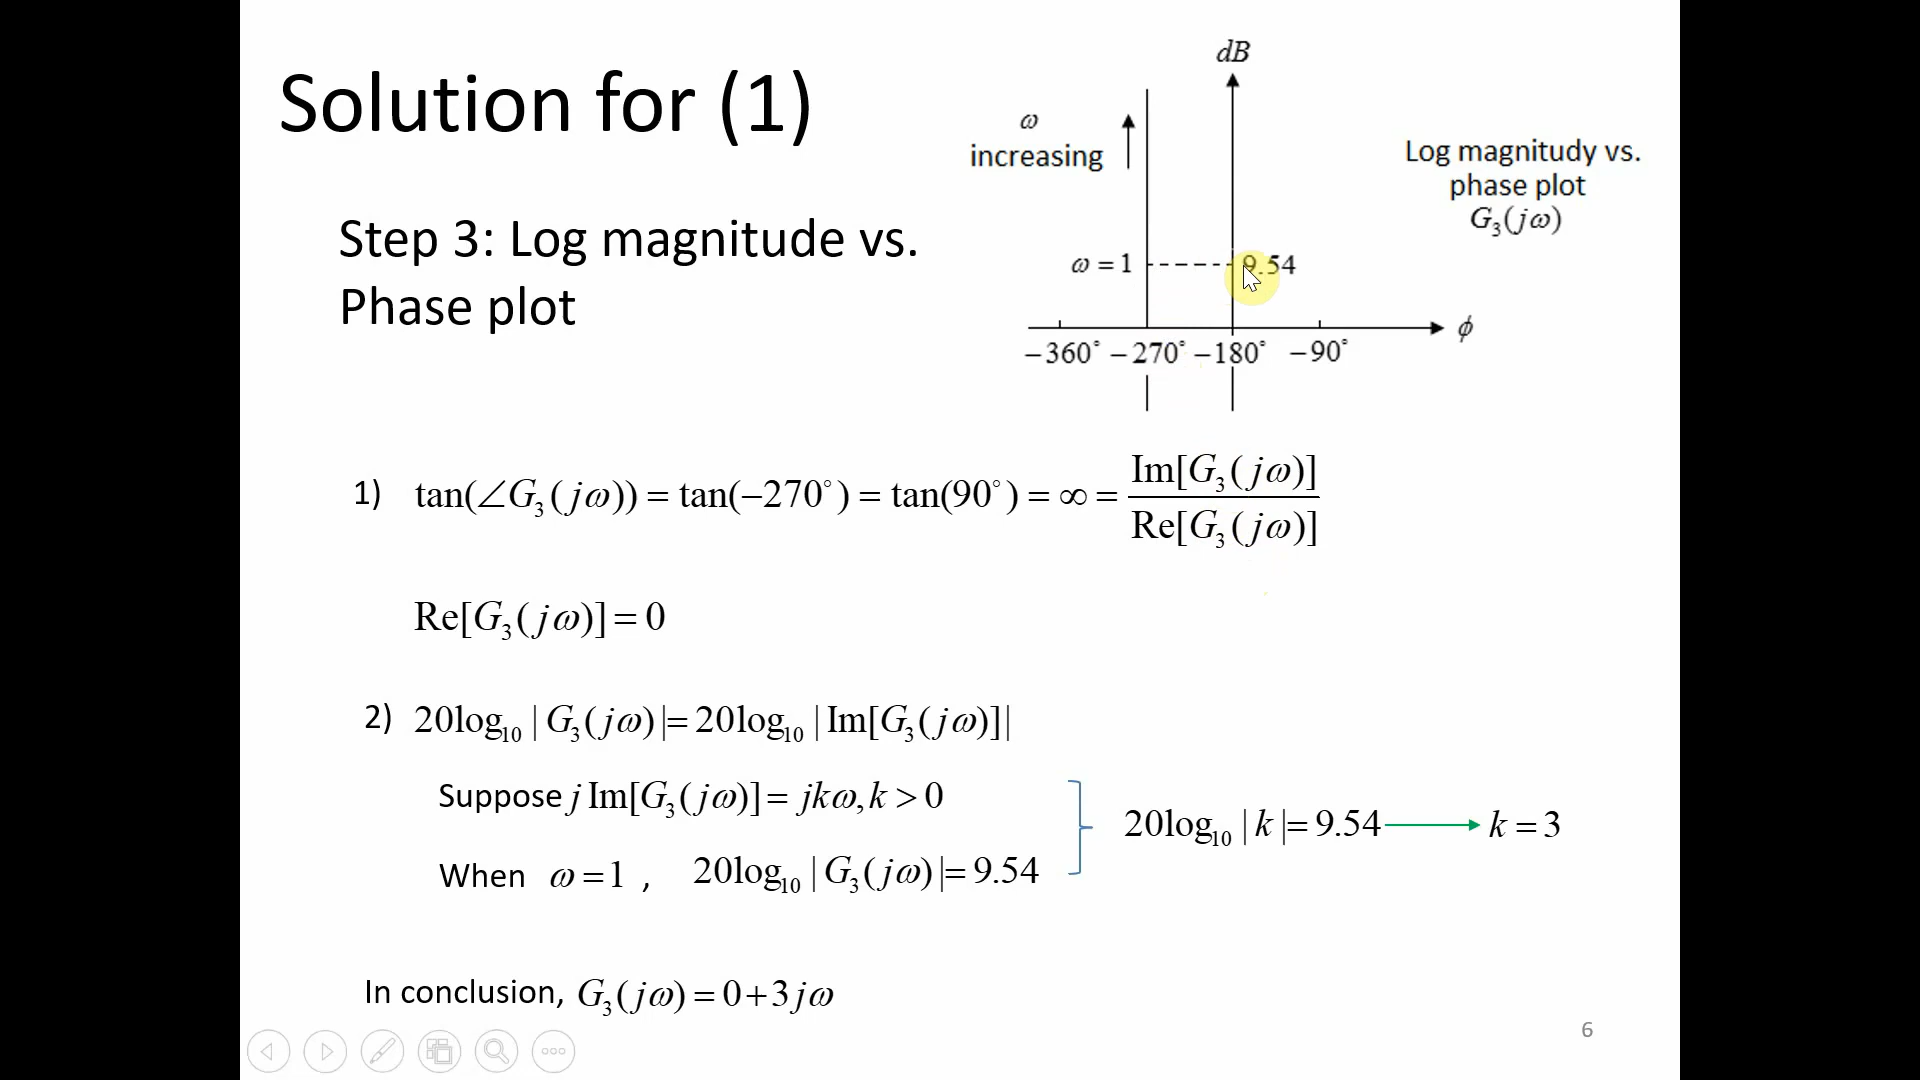 Solution for (1)
Step 3: Log magnitude vs.
Phase plot
dB
ω
increasing
Log magnitudy vs.
phase plot
G₃(jω)
ω = 1
9.54
−360° −270° −180° −90°
ϕ
1) tan(∠G₃(jω)) = tan(−270°) = tan(90°) = ∞ = Im[G₃(jω)] / Re[G₃(jω)]
Re[G₃(jω)] = 0
2) 20log₁₀ | G₃(jω) |= 20log₁₀ | Im[G₃(jω)] |
Suppose j Im[G₃(jω)] = jkω, k > 0
When ω = 1 , 20log₁₀ | G₃(jω) |= 9.54
20log₁₀ | k |= 9.54 → k = 3
In conclusion, G₃(jω) = 0 + 3jω
6